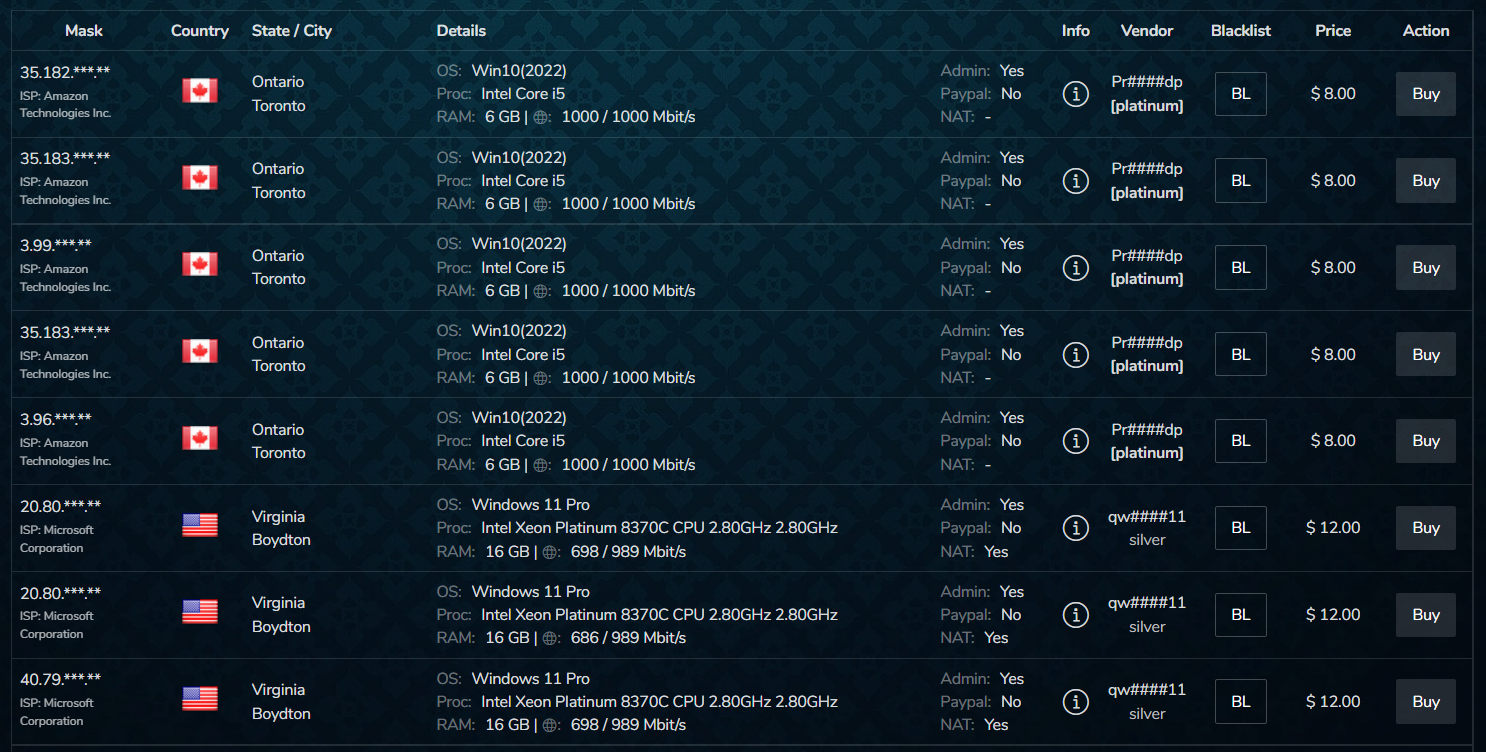 Mask Country State / City Details Info Vendor Blacklist Price Action
35.182.***.**
ISP: Amazon
Technologies Inc.
Ontario
Toronto
OS: Win10(2022)
Proc: Intel Core i5
RAM: 6 GB | : 1000 / 1000 Mbit/s
Admin: Yes
Paypal: No
NAT: -
Pr####dp
[platinum]
BL
$ 8.00
Buy
35.183.***.**
ISP: Amazon
Technologies Inc.
Ontario
Toronto
OS: Win10(2022)
Proc: Intel Core i5
RAM: 6 GB | : 1000 / 1000 Mbit/s
Admin: Yes
Paypal: No
NAT: -
Pr####dp
[platinum]
BL
$ 8.00
Buy
3.99.***.**
ISP: Amazon
Technologies Inc.
Ontario
Toronto
OS: Win10(2022)
Proc: Intel Core i5
RAM: 6 GB | : 1000 / 1000 Mbit/s
Admin: Yes
Paypal: No
NAT: -
Pr####dp
[platinum]
BL
$ 8.00
Buy
35.183.***.**
ISP: Amazon
Technologies Inc.
Ontario
Toronto
OS: Win10(2022)
Proc: Intel Core i5
RAM: 6 GB | : 1000 / 1000 Mbit/s
Admin: Yes
Paypal: No
NAT: -
Pr####dp
[platinum]
BL
$ 8.00
Buy
3.96.***.**
ISP: Amazon
Technologies Inc.
Ontario
Toronto
OS: Win10(2022)
Proc: Intel Core i5
RAM: 6 GB | : 1000 / 1000 Mbit/s
Admin: Yes
Paypal: No
NAT: -
Pr####dp
[platinum]
BL
$ 8.00
Buy
20.80.***.**
ISP: Microsoft
Corporation
Virginia
Boydton
OS: Windows 11 Pro
Proc: Intel Xeon Platinum 8370C CPU 2.80GHz 2.80GHz
RAM: 16 GB | : 698 / 989 Mbit/s
Admin: Yes
Paypal: No
NAT: Yes
qw####11
silver
BL
$ 12.00
Buy
20.80.***.**
ISP: Microsoft
Corporation
Virginia
Boydton
OS: Windows 11 Pro
Proc: Intel Xeon Platinum 8370C CPU 2.80GHz 2.80GHz
RAM: 16 GB | : 686 / 989 Mbit/s
Admin: Yes
Paypal: No
NAT: Yes
qw####11
silver
BL
$ 12.00
Buy
40.79.***.**
ISP: Microsoft
Corporation
Virginia
Boydton
OS: Windows 11 Pro
Proc: Intel Xeon Platinum 8370C CPU 2.80GHz 2.80GHz
RAM: 16 GB | : 698 / 989 Mbit/s
Admin: Yes
Paypal: No
NAT: Yes
qw####11
silver
BL
$ 12.00
Buy